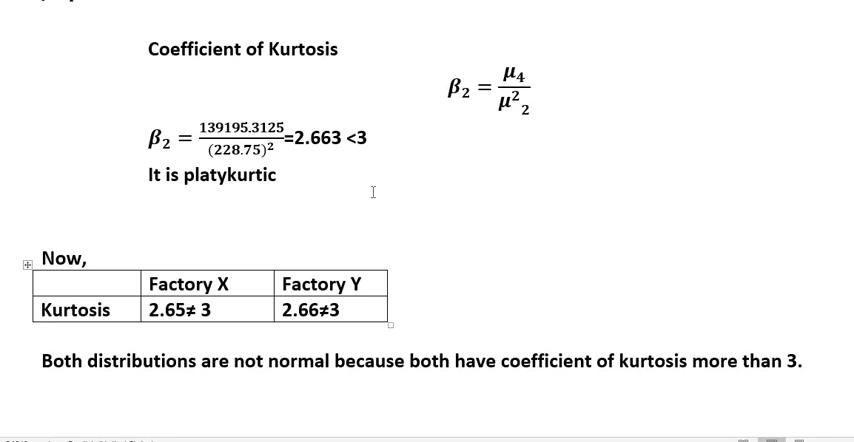 Coefficient of Kurtosis
β₂ = μ₄ / μ²₂
β₂ = 139195.3125 / (228.75)² =2.663 <3
It is platykurtic
Now,
Factory X Factory Y
Kurtosis 2.65≠ 3 2.66≠3
Both distributions are not normal because both have coefficient of kurtosis more than 3.